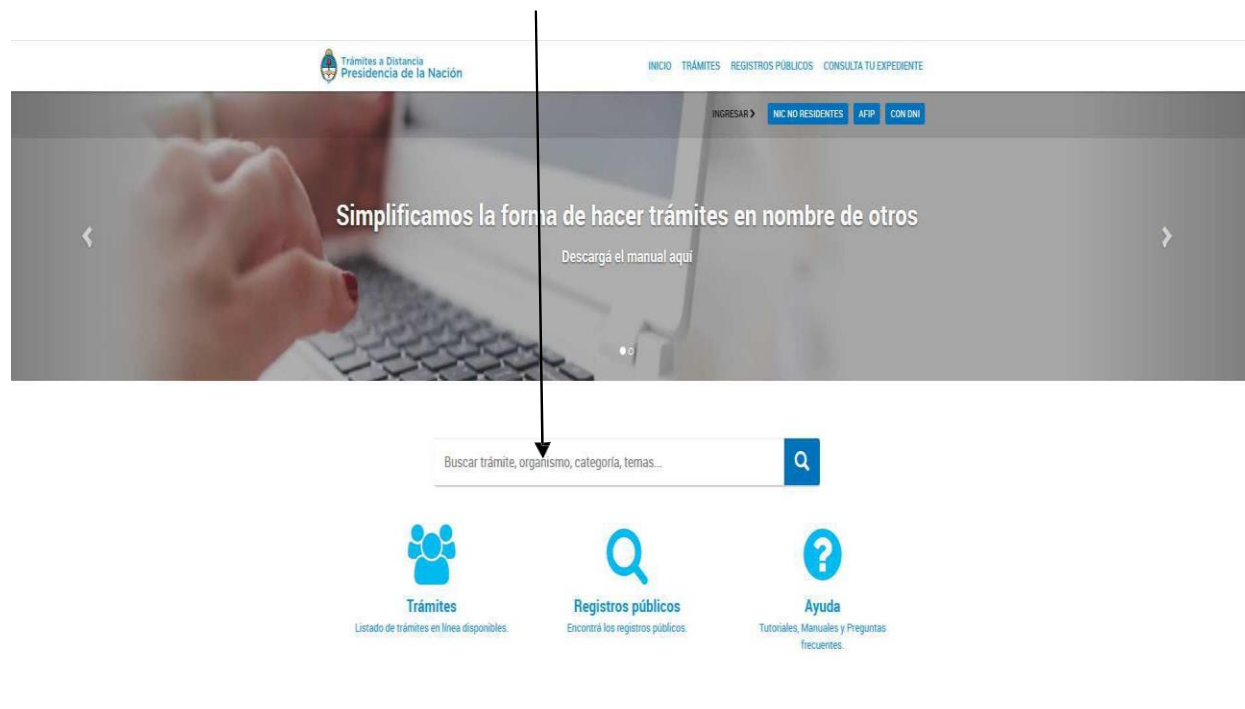 Trámites a Distancia
Presidencia de la Nación
INICIO TRÁMITES REGISTROS PÚBLICOS CONSULTA TU EXPEDIENTE
INGRESAR NIC NO RESIDENTES AFIP CON DNI
Simplificamos la forma de hacer trámites en nombre de otros
Descargá el manual aquí
Buscar trámite, organismo, categoría, temas...
Trámites
Listado de trámites en línea disponibles.
Registros públicos
Encontrá los registros públicos.
Ayuda
Tutoriales, Manuales y Preguntas
frecuentes.